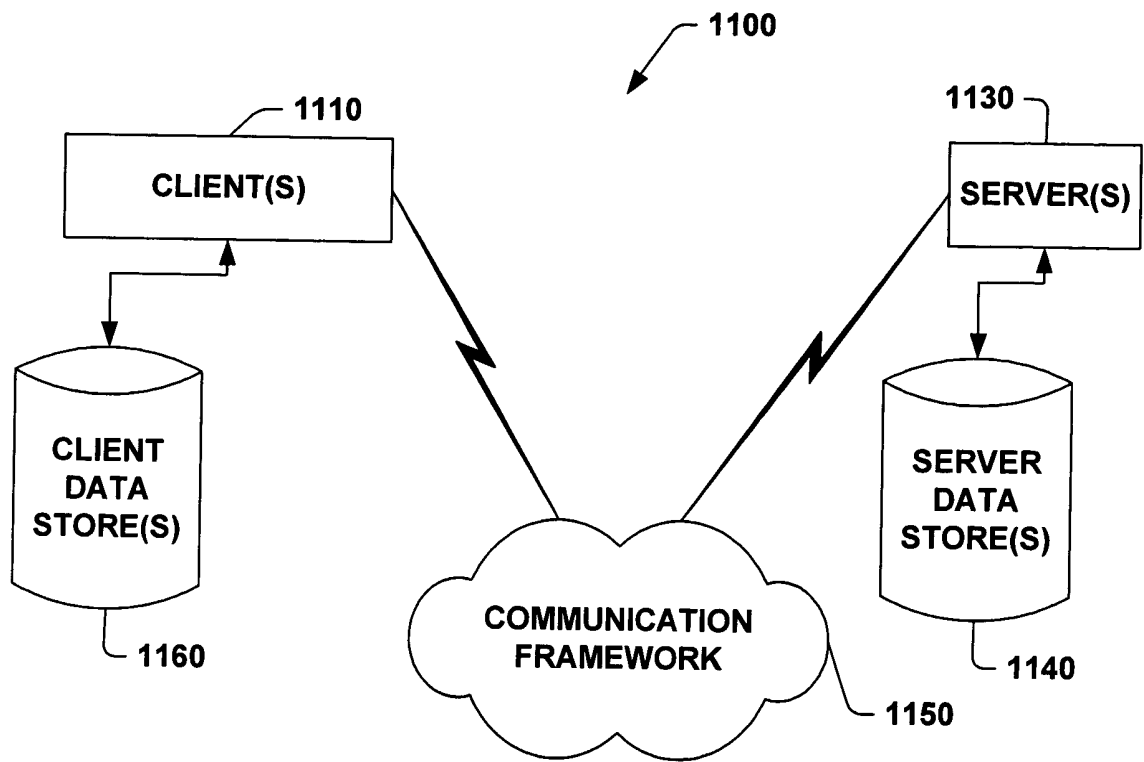 1100
1110
1130
CLIENT(S)
SERVER(S)
CLIENT
DATA
STORE(S)
SERVER
DATA
STORE(S)
COMMUNICATION
FRAMEWORK
1160
1140
1150